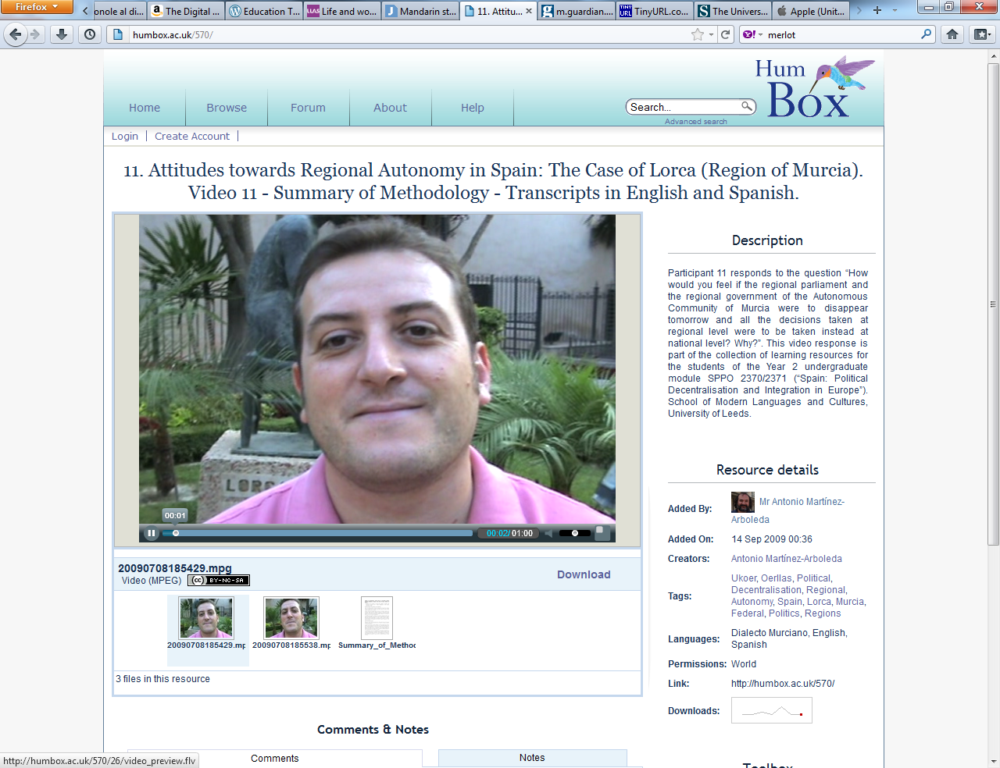 Firefox
onole al di...
The Digital ...
Education T...
LLAS
Life and wo...
Mandarin st...
11. Attitu...
m.guardian....
TINY URL
TinyURL.co...
The Univers...
Apple (Unit...
humbox.ac.uk/570/
merlot
Hum
Box
Home
Browse
Forum
About
Help
Search...
Advanced search
Login
Create Account
11. Attitudes towards Regional Autonomy in Spain: The Case of Lorca (Region of Murcia).
Video 11 - Summary of Methodology - Transcripts in English and Spanish.
LORC
00:01
00:02/01:00
20090708185429.mpg
Video (MPEG)
cc BY-NC-SA
Download
20090708185429.mp
20090708185538.mp
Summary_of_Methoc
3 files in this resource
Comments & Notes
Comments
Notes
Description
Participant 11 responds to the question “How
would you feel if the regional parliament and
the regional government of the Autonomous
Community of Murcia were to disappear
tomorrow and all the decisions taken at
regional level were to be taken instead at
national level? Why?”. This video response is
part of the collection of learning resources for
the students of the Year 2 undergraduate
module SPPO 2370/2371 (“Spain: Political
Decentralisation and Integration in Europe”).
School of Modern Languages and Cultures,
University of Leeds.
Resource details
Added By:
Mr Antonio Martínez-
Arboleda
Added On:
14 Sep 2009 00:36
Creators:
Antonio Martínez-Arboleda
Tags:
Ukoer, Oerllas, Political,
Decentralisation, Regional,
Autonomy, Spain, Lorca, Murcia,
Federal, Politics, Regions
Languages:
Dialecto Murciano, English,
Spanish
Permissions:
World
Link:
http://humbox.ac.uk/570/
Downloads:
Toolbox
http://humbox.ac.uk/570/26/video_preview.flv